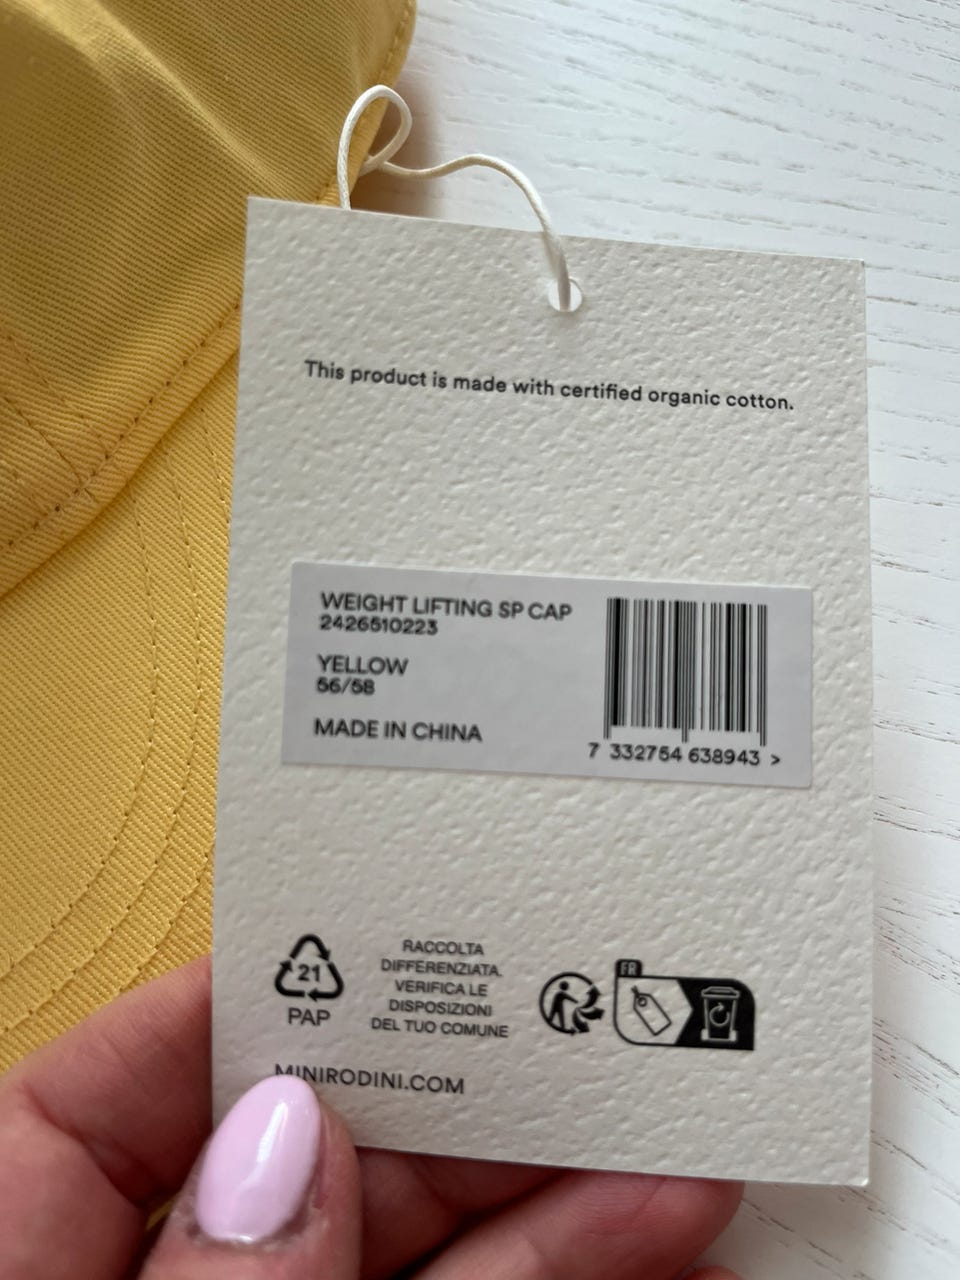 This product is made with certified organic cotton.
WEIGHT LIFTING SP CAP
2426510223
YELLOW
56/58
MADE IN CHINA
7 332754 638943 >
21
PAP
RACCOLTA
DIFFERENZIATA.
VERIFICA LE
DISPOSIZIONI
DEL TUO COMUNE
FR
MINIRODINI.COM